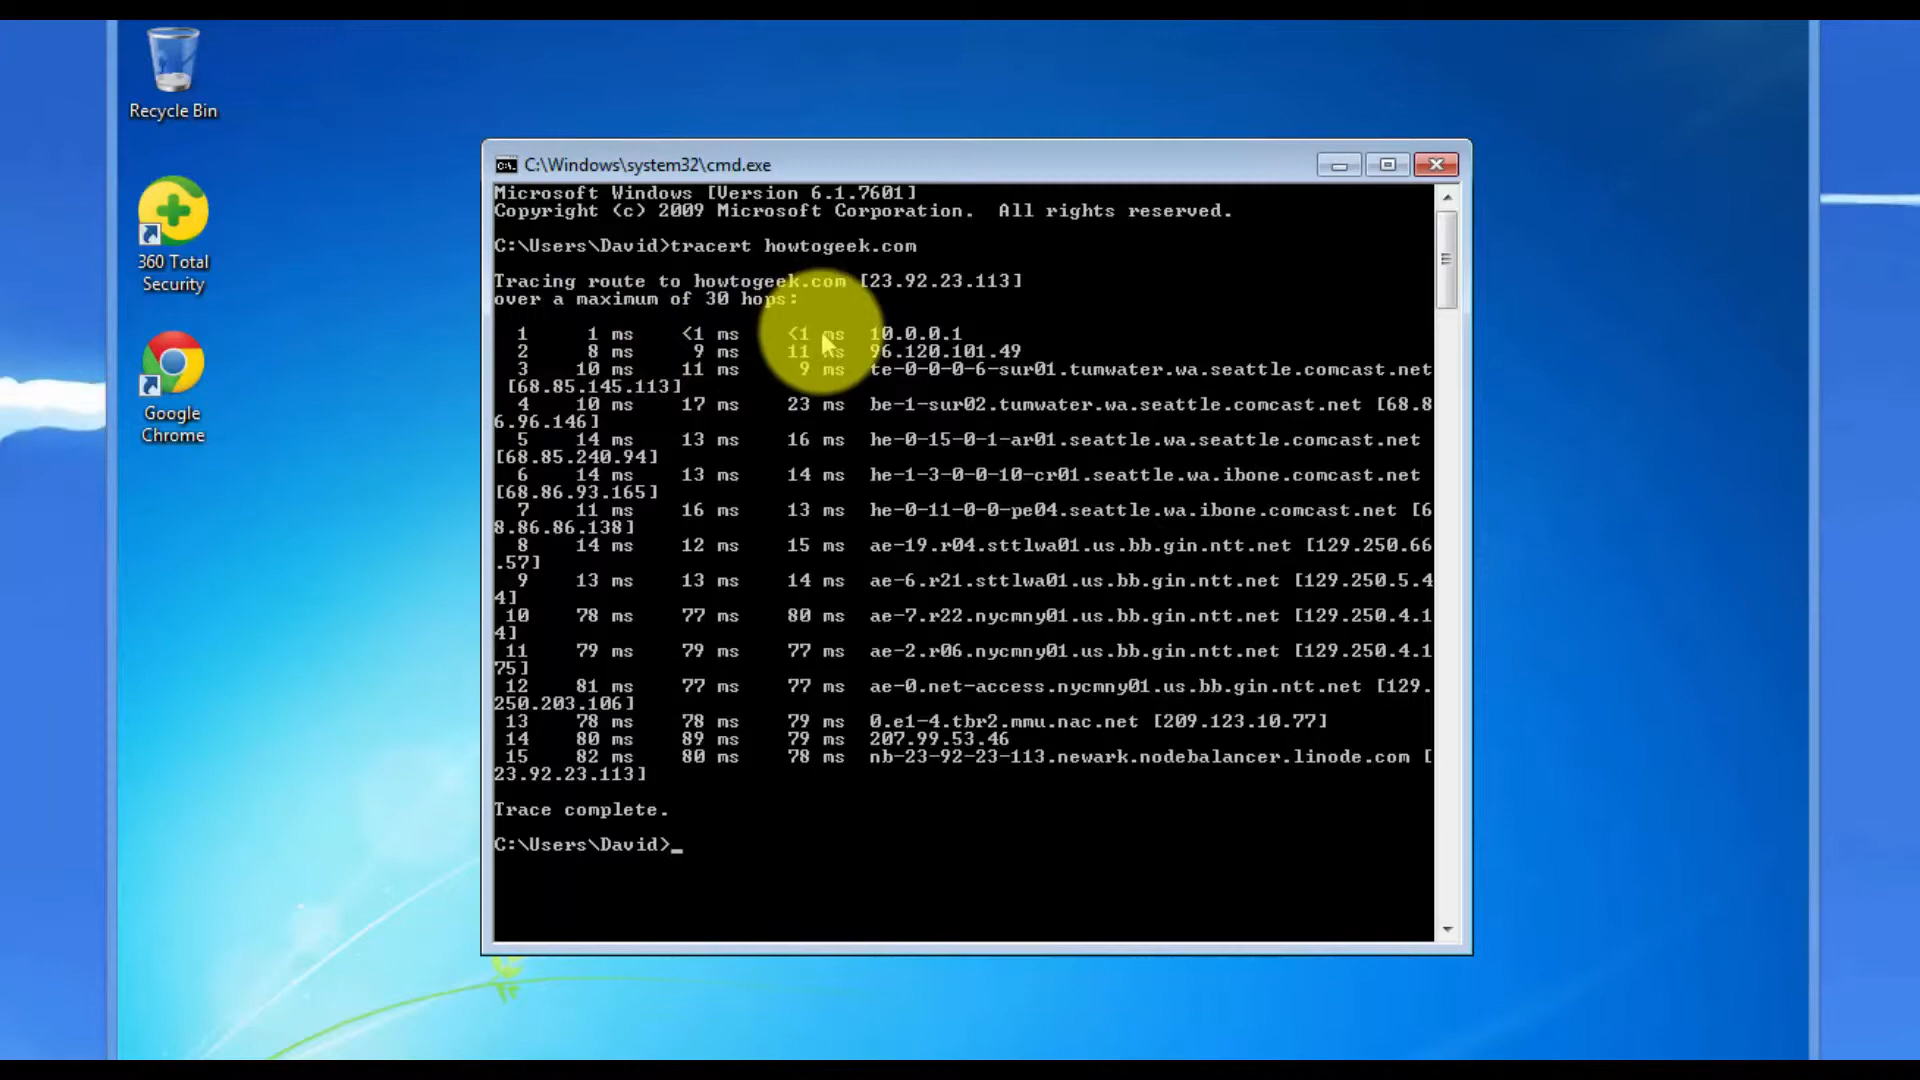 Recycle Bin
360 Total
Security
Google
Chrome
C:\Windows\system32\cmd.exe
Microsoft Windows [Version 6.1.7601]
Copyright (c) 2009 Microsoft Corporation.  All rights reserved.
C:\Users\David>tracert howtogeek.com
Tracing route to howtogeek.com [23.92.23.113]
over a maximum of 30 hops:
1     1 ms    <1 ms    <1 ms  10.0.0.1
2     8 ms     9 ms    11 ms  96.120.101.49
3    10 ms    11 ms     9 ms  te-0-0-0-6-sur01.tumwater.wa.seattle.comcast.net
[68.85.145.113]
4    10 ms    17 ms    23 ms  be-1-sur02.tumwater.wa.seattle.comcast.net [68.8
6.96.146]
5    14 ms    13 ms    16 ms  he-0-15-0-1-ar01.seattle.wa.seattle.comcast.net
[68.85.240.94]
6    14 ms    13 ms    14 ms  he-1-3-0-0-10-cr01.seattle.wa.ibone.comcast.net
[68.86.93.165]
7    11 ms    16 ms    13 ms  he-0-11-0-0-pe04.seattle.wa.ibone.comcast.net [6
8.86.86.138]
8    14 ms    12 ms    15 ms  ae-19.r04.sttlwa01.us.bb.gin.ntt.net [129.250.66
.57]
9    13 ms    13 ms    14 ms  ae-6.r21.sttlwa01.us.bb.gin.ntt.net [129.250.5.4
4]
10    78 ms    77 ms    80 ms  ae-7.r22.nycmny01.us.bb.gin.ntt.net [129.250.4.1
4]
11    79 ms    79 ms    77 ms  ae-2.r06.nycmny01.us.bb.gin.ntt.net [129.250.4.1
75]
12    81 ms    77 ms    77 ms  ae-0.net-access.nycmny01.us.bb.gin.ntt.net [129.
250.203.106]
13    78 ms    78 ms    79 ms  0.e1-4.tbr2.mmu.nac.net [209.123.10.77]
14    80 ms    89 ms    79 ms  207.99.53.46
15    82 ms    80 ms    78 ms  nb-23-92-23-113.newark.nodebalancer.linode.com [
23.92.23.113]
Trace complete.
C:\Users\David>_